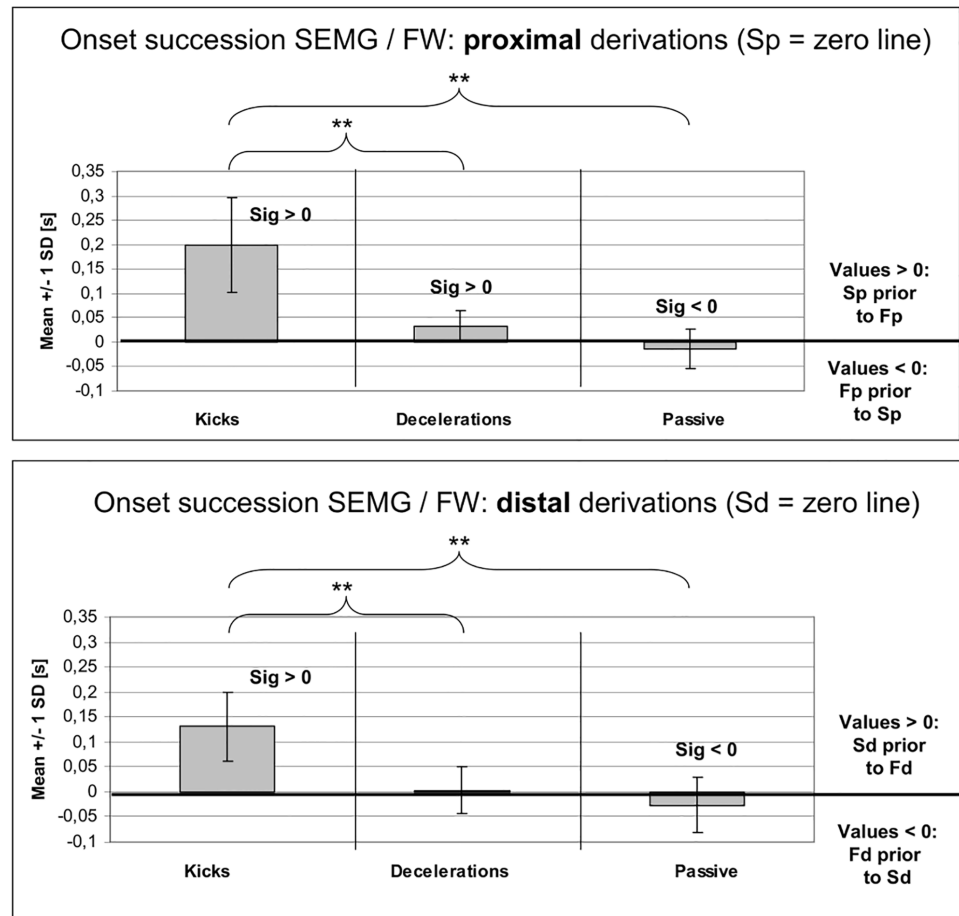 Onset succession SEMG / FW: proximal derivations (Sp = zero line)
**
**
Mean +/- 1 SD [s]
0,35
0,3
0,25
0,2
0,15
0,1
0,05
0
-0,05
-0,1
Sig > 0
Sig > 0
Sig < 0
Kicks
Decelerations
Passive
Values > 0:
Sp prior
to Fp
Values < 0:
Fp prior
to Sp
Onset succession SEMG / FW: distal derivations (Sd = zero line)
**
**
Mean +/- 1 SD [s]
0,35
0,3
0,25
0,2
0,15
0,1
0,05
0
-0,05
-0,1
Sig > 0
Sig < 0
Kicks
Decelerations
Passive
Values > 0:
Sd prior
to Fd
Values < 0:
Fd prior
to Sd